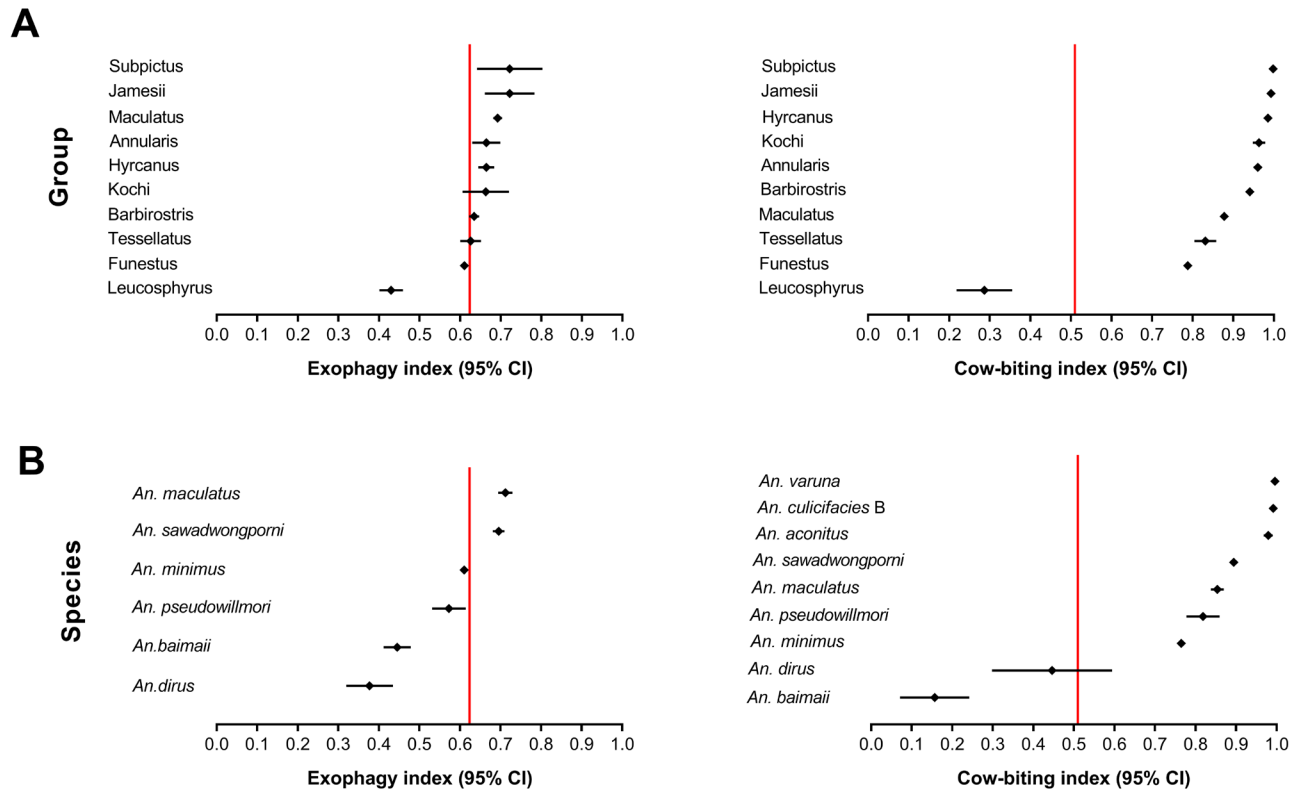 A
Group
Subpictus
Jamesii
Maculatus
Annularis
Hyrcanus
Kochi
Barbirostris
Tessellatus
Funestus
Leucosphyrus
0.0 0.1 0.2 0.3 0.4 0.5 0.6 0.7 0.8 0.9 1.0
Exophagy index (95% CI)
Subpictus
Jamesii
Hyrcanus
Kochi
Annularis
Barbirostris
Maculatus
Tessellatus
Funestus
Leucosphyrus
0.0 0.1 0.2 0.3 0.4 0.5 0.6 0.7 0.8 0.9 1.0
Cow-biting index (95% CI)
B
Species
An. maculatus
An. sawadwongporni
An. minimus
An. pseudowillmori
An.baimaii
An.dirus
0.0 0.1 0.2 0.3 0.4 0.5 0.6 0.7 0.8 0.9 1.0
Exophagy index (95% CI)
An. varuna
An. culicifacies B
An. aconitus
An. sawadwongporni
An. maculatus
An. pseudowillmori
An. minimus
An. dirus
An. baimaii
0.0 0.1 0.2 0.3 0.4 0.5 0.6 0.7 0.8 0.9 1.0
Cow-biting index (95% CI)